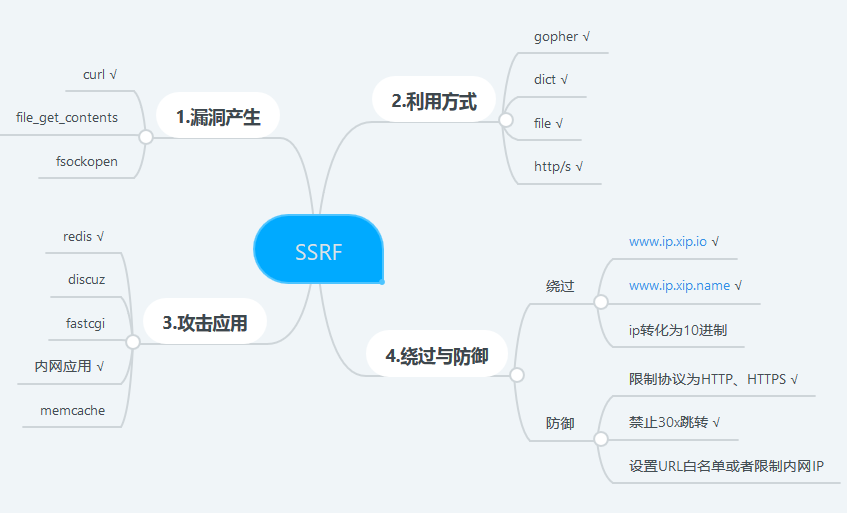 SSRF
1.漏洞产生
curl √
file_get_contents
fsockopen
2.利用方式
gopher √
dict √
file √
http/s √
3.攻击应用
redis √
discuz
fastcgi
内网应用 √
memcache
4.绕过与防御
绕过
www.ip.xip.io √
www.ip.xip.name √
ip转化为10进制
防御
限制协议为HTTP、HTTPS √
禁止30x跳转 √
设置URL白名单或者限制内网IP